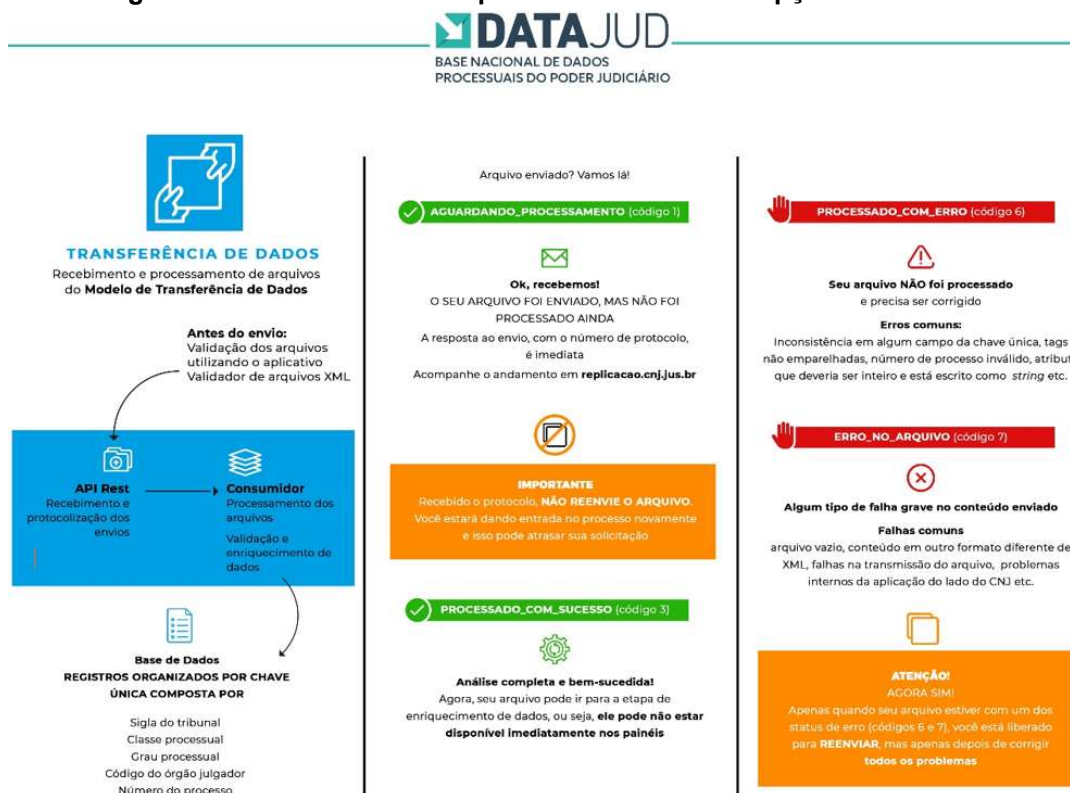 DATAJUD
BASE NACIONAL DE DADOS
PROCESSUAIS DO PODER JUDICIÁRIO
TRANSFERÊNCIA DE DADOS
Recebimento e processamento de arquivos
do Modelo de Transferência de Dados
Antes do envio:
Validação dos arquivos
utilizando o aplicativo
Validador de arquivos XML
API Rest
Recebimento e
protocolização dos
envios
Consumidor
Processamento dos
arquivos
Validação e
enriquecimento de
dados
Base de Dados
REGISTROS ORGANIZADOS POR CHAVE
ÚNICA COMPOSTA POR
Sigla do tribunal
Classe processual
Grau processual
Código do órgão julgador
Número do processo
Arquivo enviado? Vamos lá!
AGUARDANDO_PROCESSAMENTO (código 1)
Ok, recebemos!
O SEU ARQUIVO FOI ENVIADO, MAS NÃO FOI
PROCESSADO AINDA
A resposta ao envio, com o número de protocolo,
é imediata
Acompanhe o andamento em replicacao.cnj.jus.br
IMPORTANTE
Recebido o protocolo, NÃO REENVIE O ARQUIVO.
Você estará dando entrada no processo novamente
e isso pode atrasar sua solicitação
PROCESSADO_COM_SUCESSO (código 3)
Análise completa e bem-sucedida!
Agora, seu arquivo pode ir para a etapa de
enriquecimento de dados, ou seja, ele pode não estar
disponível imediatamente nos painéis
PROCESSADO_COM_ERRO (código 6)
Seu arquivo NÃO foi processado
e precisa ser corrigido
Erros comuns:
Inconsistência em algum campo da chave única, tags
não emparelhadas, número de processo inválido,
que deveria ser inteiro e está escrito como string etc.
ERRO_NO_ARQUIVO (código 7)
Algum tipo de falha grave no conteúdo enviado
Falhas comuns
arquivo vazio, conteúdo em outro formato diferente de
XML, falhas na transmissão do arquivo, problemas
internos da aplicação do lado do CNJ etc.
ATENÇÃO!
AGORA SIM!
Apenas quando seu arquivo estiver com um dos
status de erro (códigos 6 e 7), você está liberado
para REENVIAR, mas apenas depois de corrigir
todos os problemas